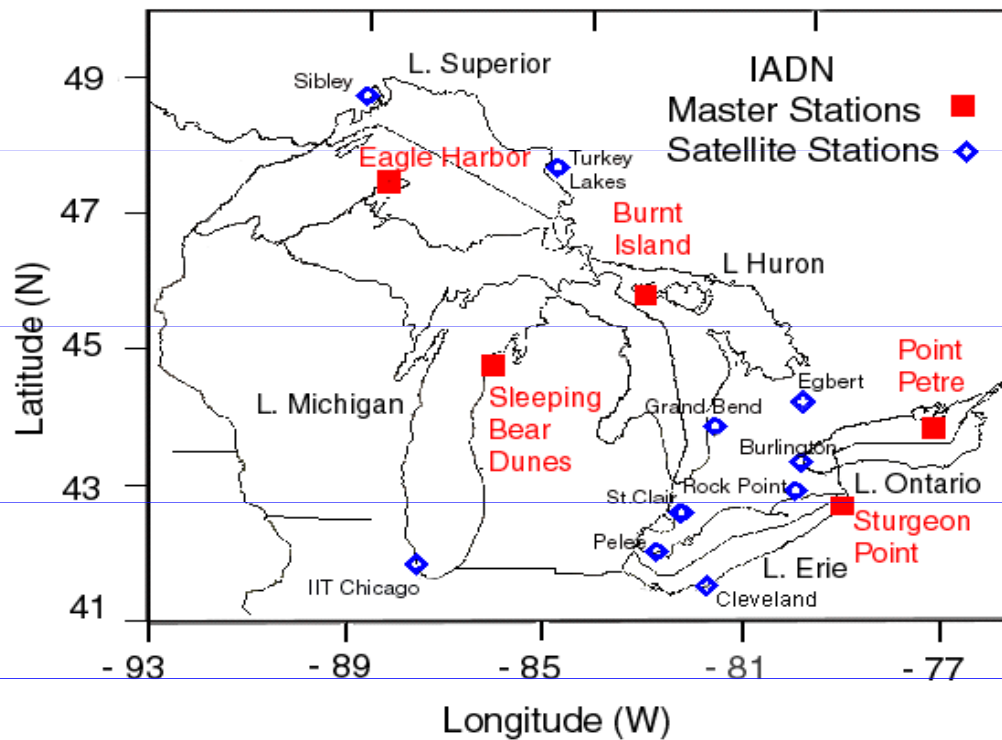 49
47
45
43
41
Latitude (N)
- 93
- 89
- 85
- 81
- 77
Longitude (W)
IADN
Master Stations
Satellite Stations
L. Superior
Sibley
Eagle Harbor
Turkey
Lakes
Burnt
Island
L Huron
L. Michigan
Sleeping
Bear
Dunes
Point
Petre
Egbert
Grand Bend
Burlington
Rock Point
L. Ontario
St.Clair
Sturgeon
Point
Pelee
L. Erie
IIT Chicago
Cleveland